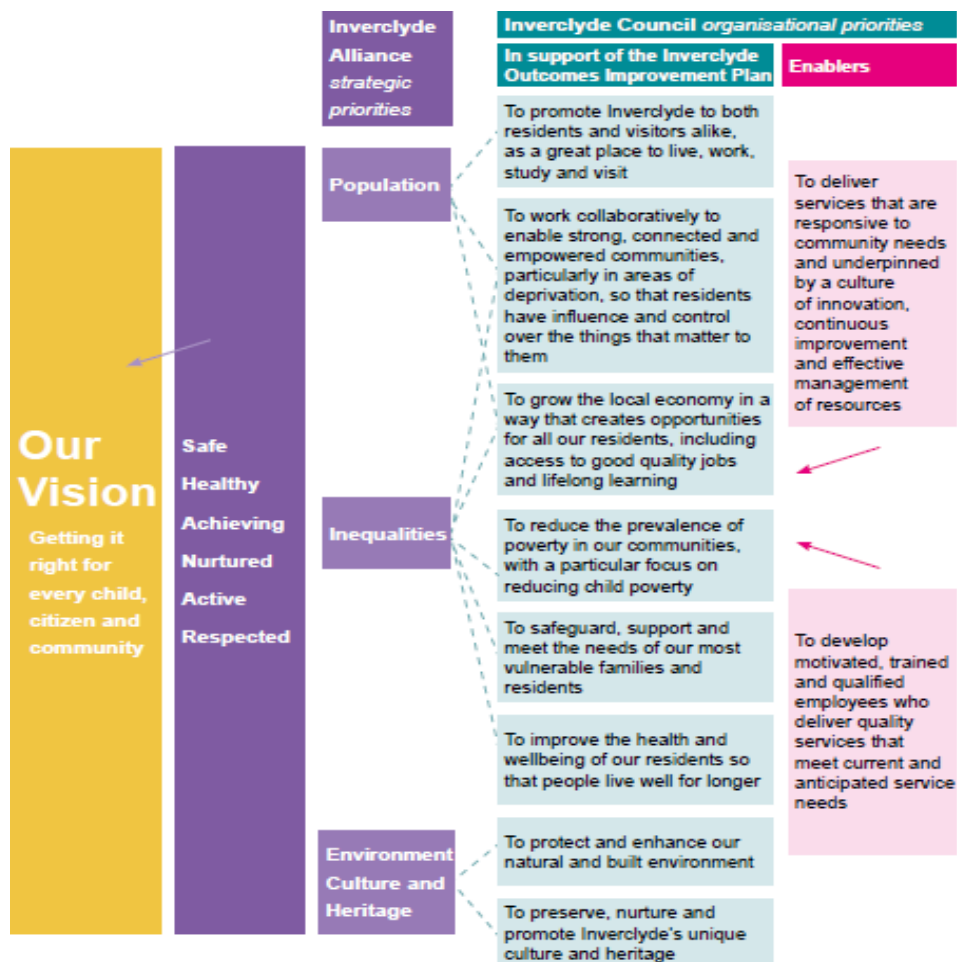 Inverclyde
Alliance
strategic
priorities
Inverclyde Council organisational priorities
In support of the Inverclyde
Outcomes Improvement Plan
Enablers
Our
Vision
Getting it
right for
every child,
citizen and
community
Safe
Healthy
Achieving
Nurtured
Active
Respected
Population
Inequalities
Environment
Culture and
Heritage
To promote Inverclyde to both
residents and visitors alike,
as a great place to live, work,
study and visit
To work collaboratively to
enable strong, connected and
empowered communities,
particularly in areas of
deprivation, so that residents
have influence and control
over the things that matter to
them
To grow the local economy in a
way that creates opportunities
for all our residents, including
access to good quality jobs
and lifelong learning
To reduce the prevalence of
poverty in our communities,
with a particular focus on
reducing child poverty
To safeguard, support and
meet the needs of our most
vulnerable families and
residents
To improve the health and
wellbeing of our residents so
that people live well for longer
To protect and enhance our
natural and built environment
To preserve, nurture and
promote Inverclyde's unique
culture and heritage
To deliver
services that are
responsive to
community needs
and underpinned
by a culture
of innovation,
continuous
improvement
and effective
management
of resources
To develop
motivated, trained
and qualified
employees who
deliver quality
services that
meet current and
anticipated service
needs